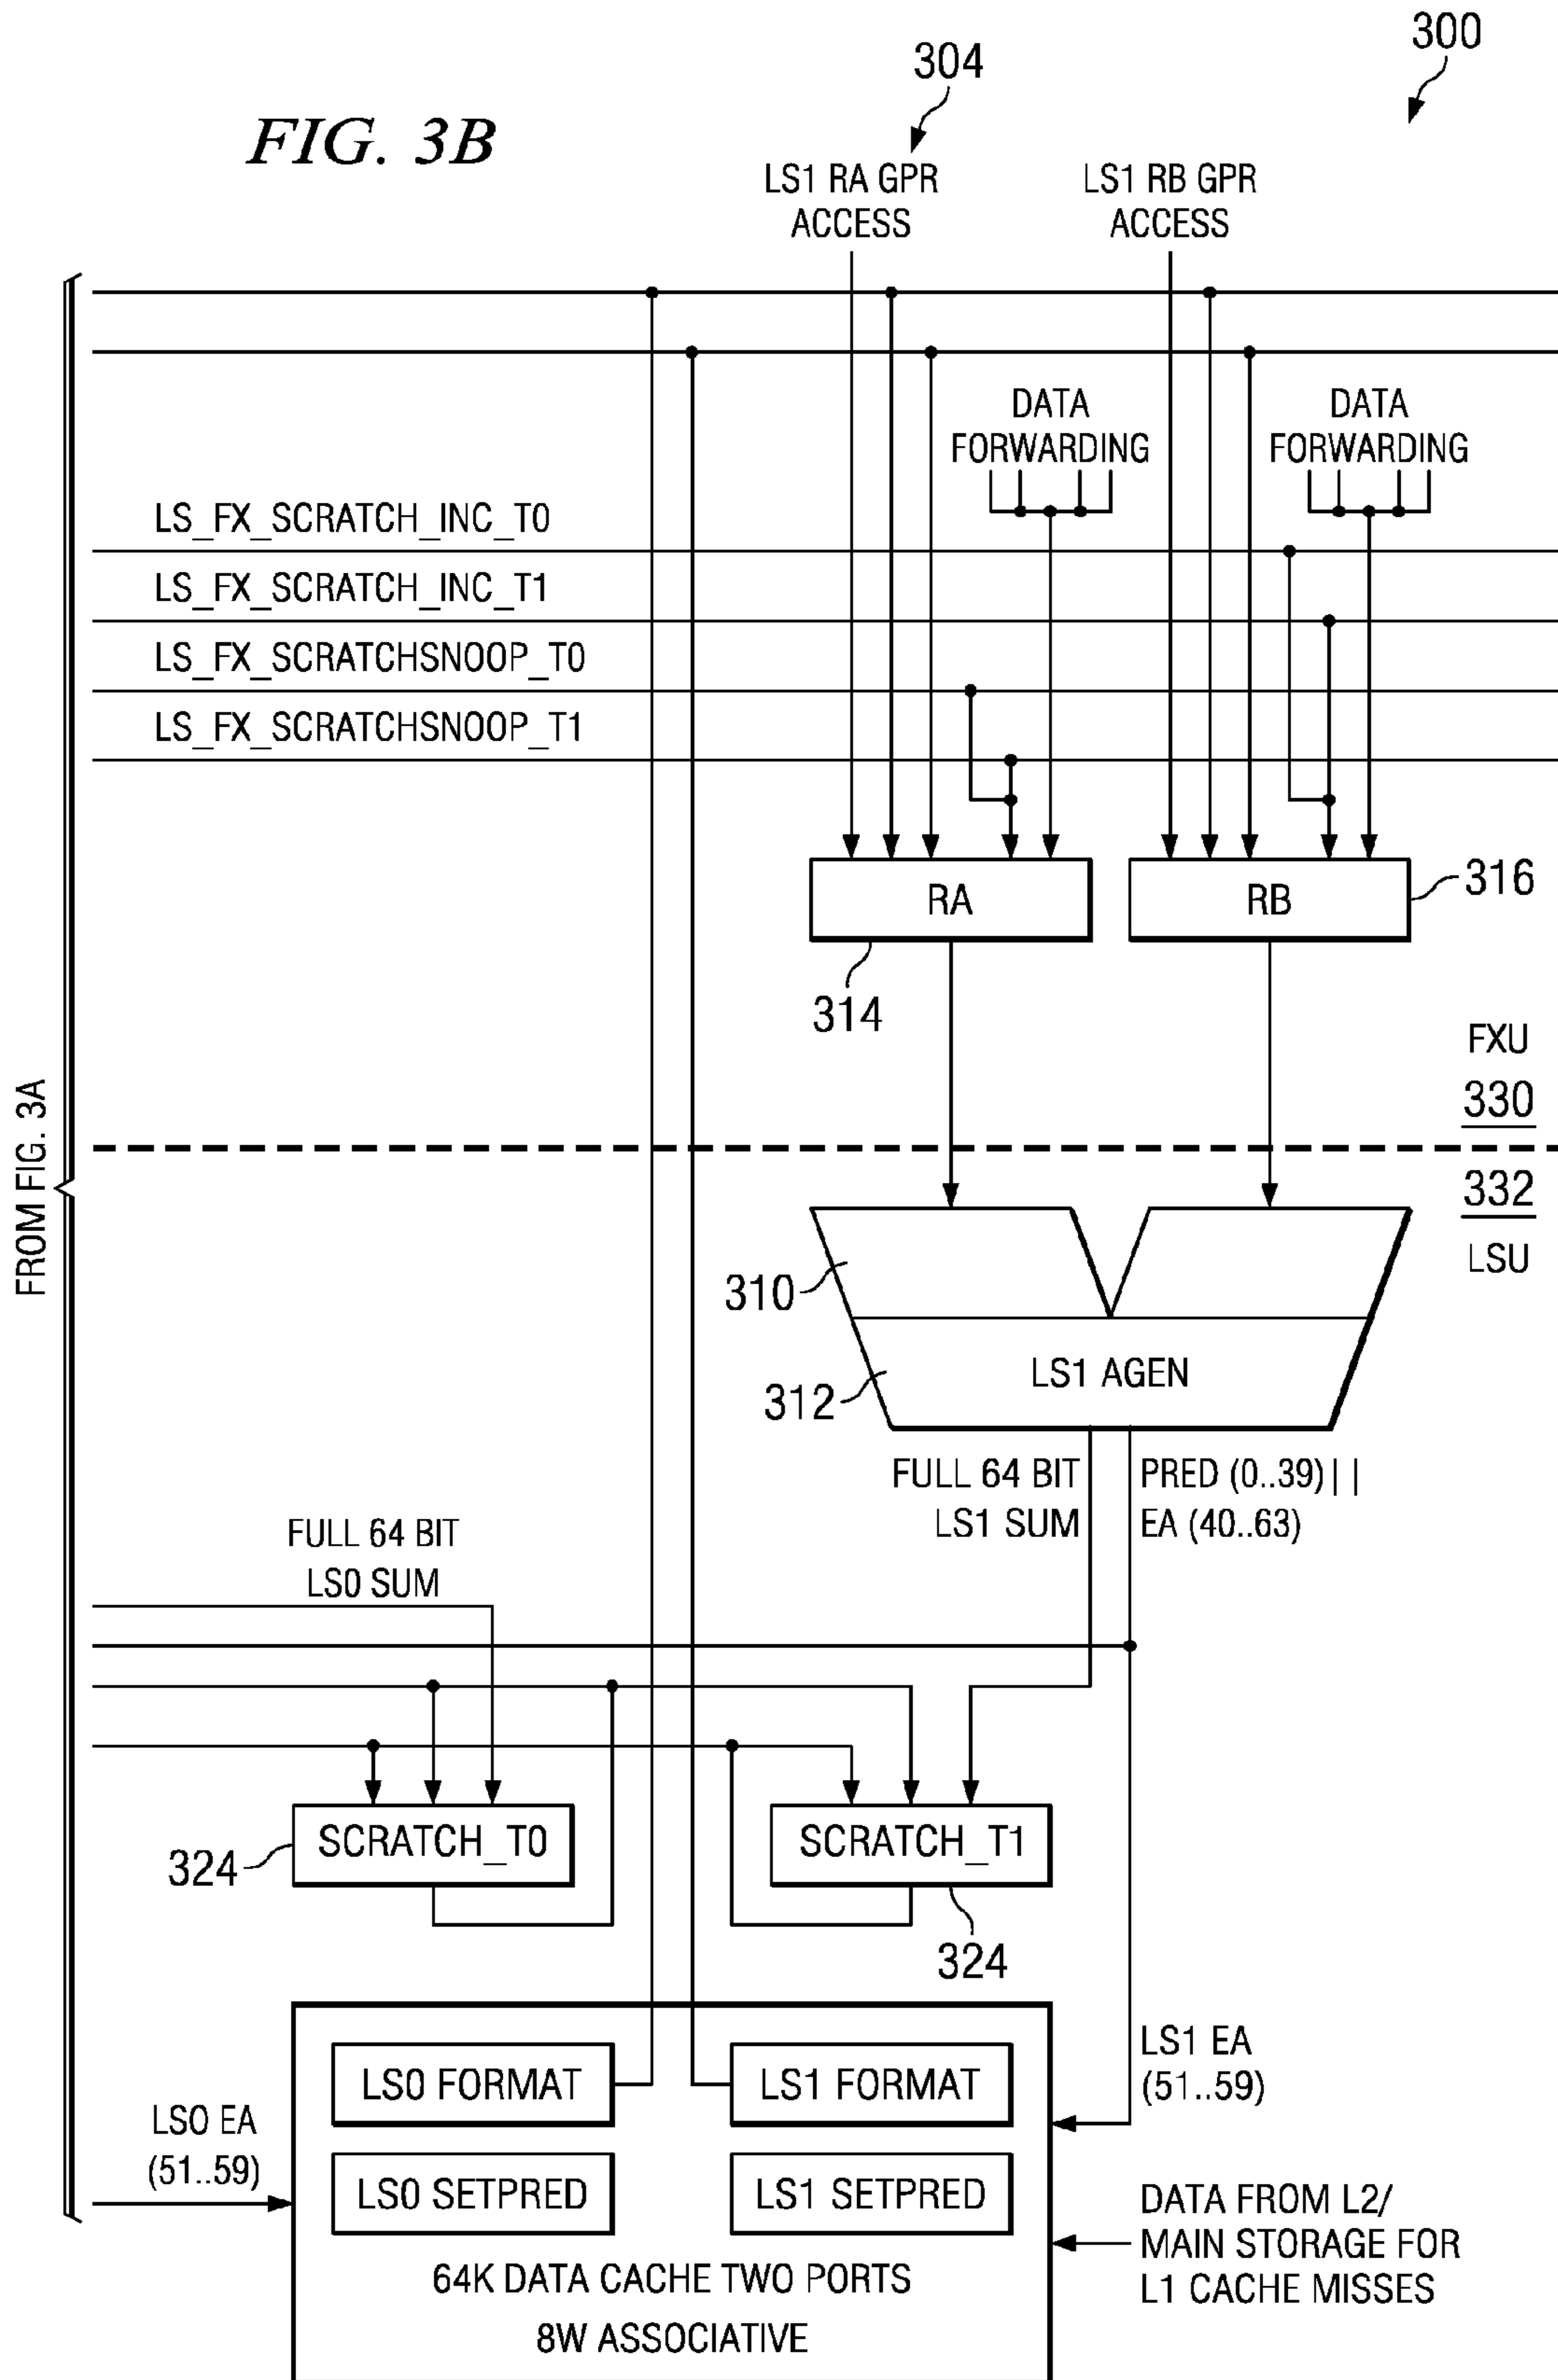 300
304
FIG. 3B
LS1 RA GPR
ACCESS
LS1 RB GPR
ACCESS
DATA
FORWARDING
DATA
FORWARDING
LS_FX_SCRATCH_INC_T0
LS_FX_SCRATCH_INC_T1
LS_FX_SCRATCHSNOOP_T0
LS_FX_SCRATCHSNOOP_T1
RA
RB
316
314
FXU
330
FROM FIG. 3A
332
LSU
310
LS1 AGEN
312
FULL 64 BIT
LS1 SUM
PRED (0..39)||
EA (40..63)
FULL 64 BIT
LS0 SUM
SCRATCH_T0
SCRATCH_T1
324
324
LS0 FORMAT
LS1 FORMAT
LS1 EA
(51..59)
LS0 EA
(51..59)
LS0 SETPRED
LS1 SETPRED
DATA FROM L2/
MAIN STORAGE FOR
L1 CACHE MISSES
64K DATA CACHE TWO PORTS
8W ASSOCIATIVE